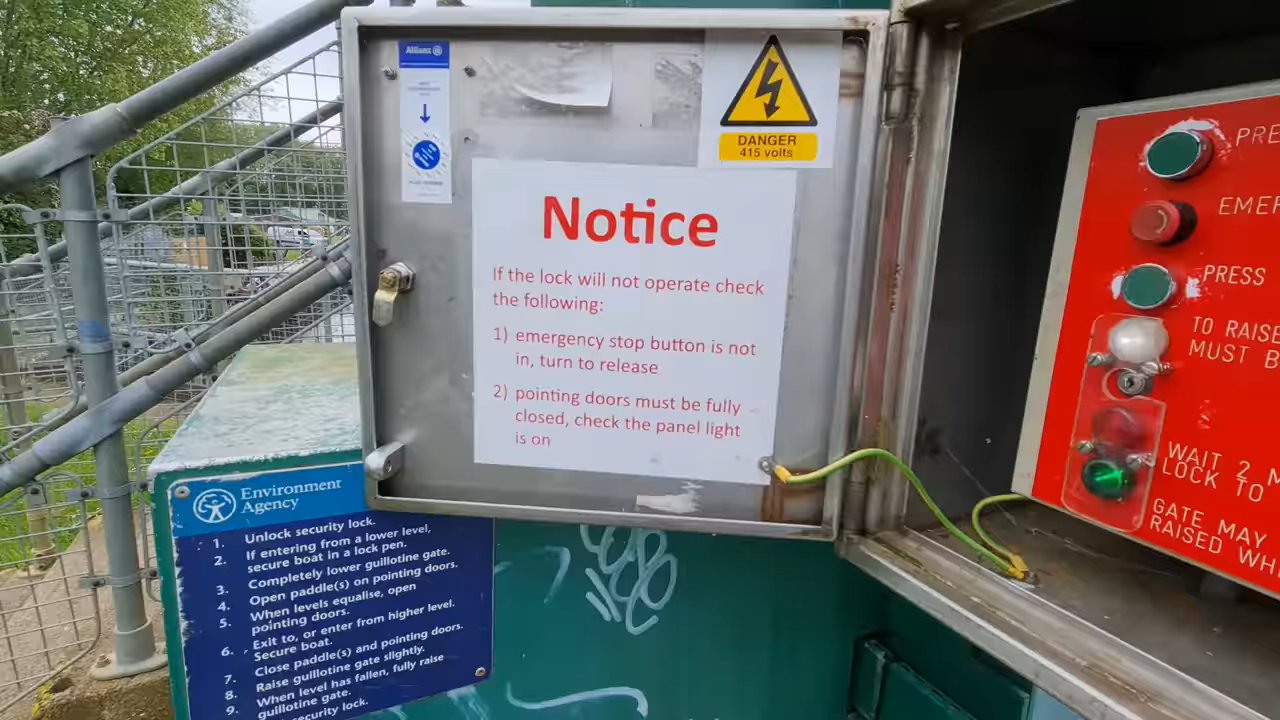 Allianz
DANGER
415 volts
Notice
If the lock will not operate check
the following:
1) emergency stop button is not
in, turn to release
2) pointing doors must be fully
closed, check the panel light
is on
Environment
Agency
1. Unlock security lock.
2. If entering from a lower level,
secure boat in a lock pen.
3. Completely lower guillotine gate.
4. Open paddle(s) on pointing doors.
5. When levels equalise, open
pointing doors.
6. Exit to, or enter from higher level.
Secure boat.
7. Close paddle(s) and pointing doors.
8. Raise guillotine gate slightly.
9. When level has fallen, fully raise
guillotine gate.
security lock.
PRE
EMER
PRESS
TO RAISE
MUST B
WAIT 2 M
LOCK TO
GATE MAY
RAISED WH